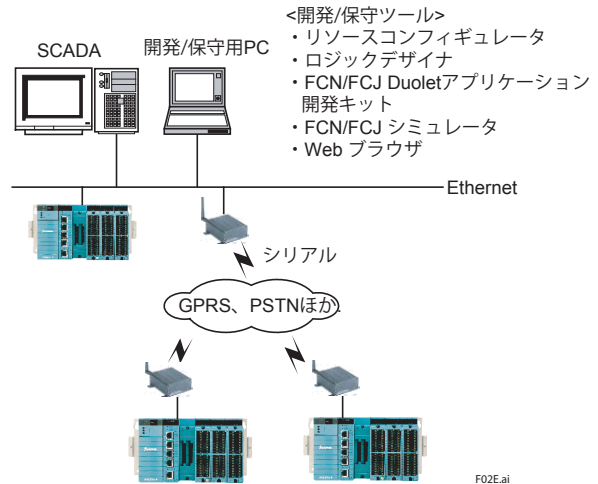 <開発/保守ツール>
SCADA
開発/保守用PC
・リソースコンフィギュレータ
・ロジックデザイナ
・FCN/FCJ Duoletアプリケーション
開発キット
・FCN/FCJ シミュレータ
・Web ブラウザ
Ethernet
シリアル
GPRS、PSTNほか.
F02E.ai